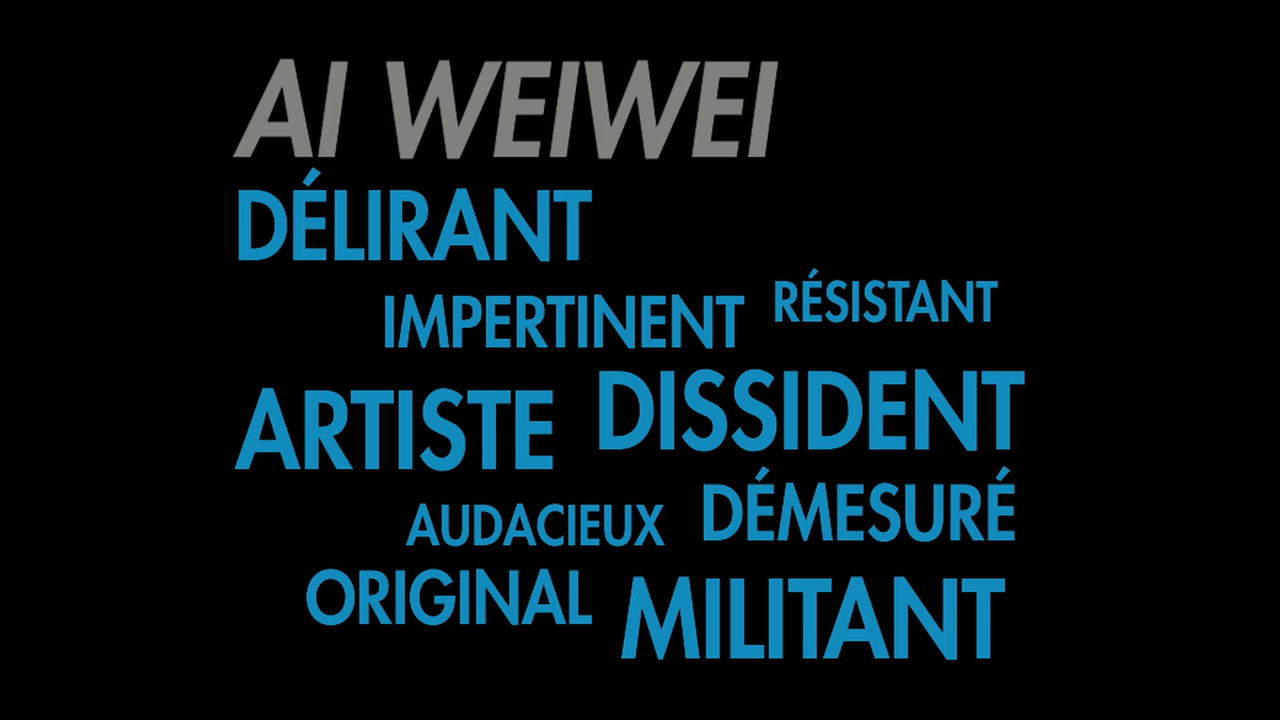 AI WEIWEI
DÉLIRANT
IMPERTINENT RÉSISTANT
ARTISTE DISSIDENT
AUDACIEUX DÉMESURÉ
ORIGINAL MILITANT